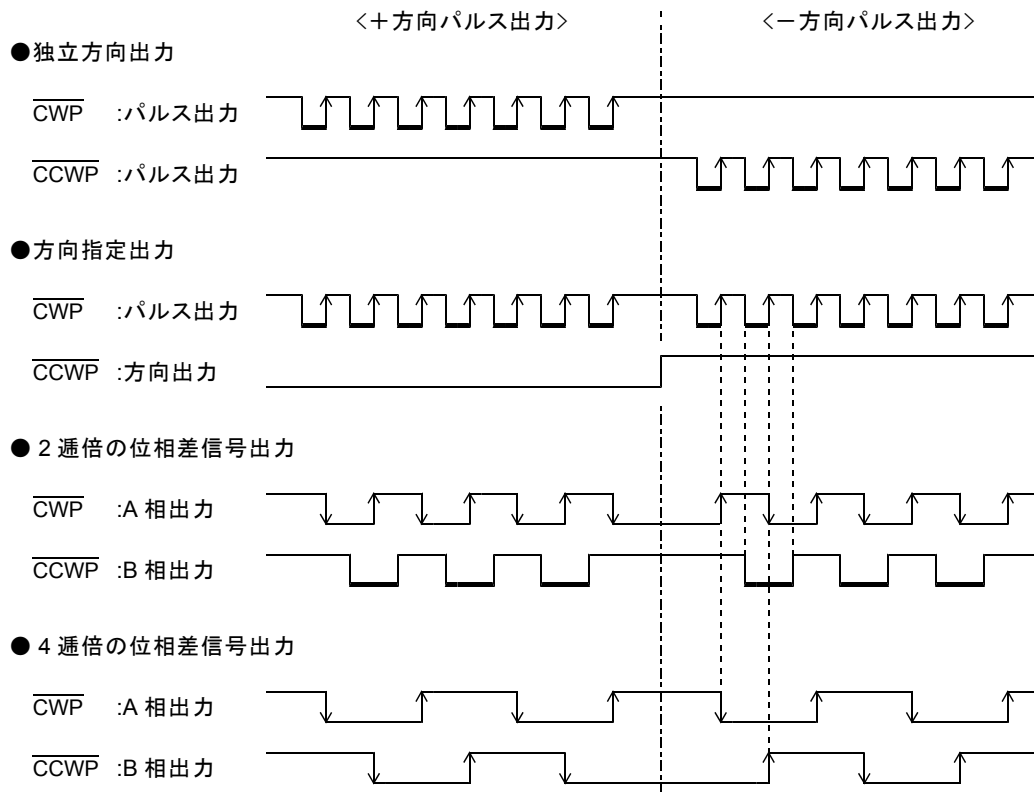 <+方向パルス出力> <-方向パルス出力>
●独立方向出力
CWP :パルス出力
CCWP :パルス出力
●方向指定出力
CWP :パルス出力
CCWP :方向出力
● 2 逓倍の位相差信号出力
CWP :A 相出力
CCWP :B 相出力
● 4 逓倍の位相差信号出力
CWP :A 相出力
CCWP :B 相出力